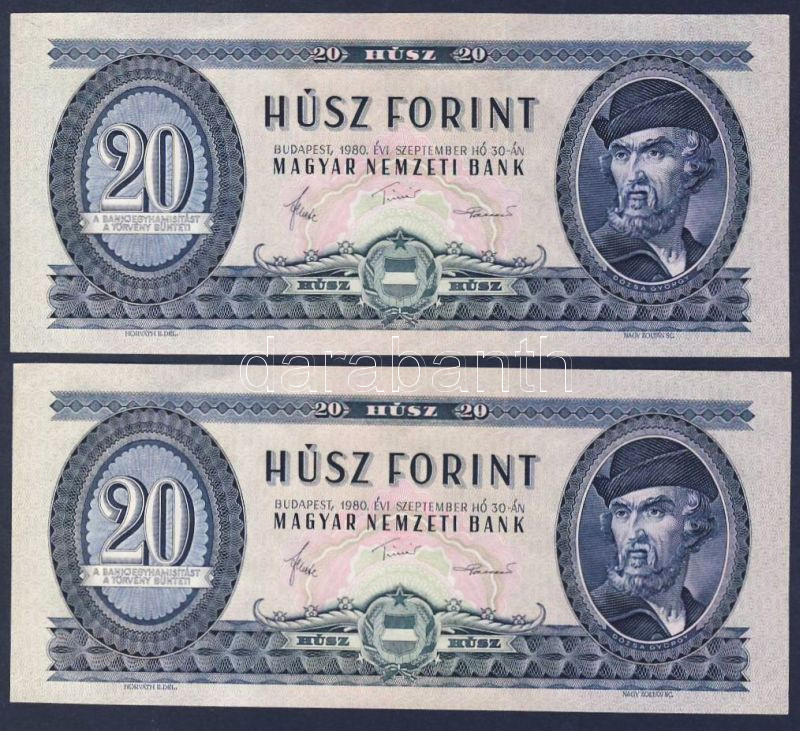 20 HÚSZ 20
HÚSZ FORINT
BUDAPEST, 1980. ÉVI SZEPTEMBER HÓ 30-ÁN
MAGYAR NEMZETI BANK
20
A BANKJEGYHAMISÍTÁST
A TÖRVÉNY BÜNTETI
DÓZSA GYÖRGY
HÚSZ HÚSZ
HORVÁTH E. DEL. NAGY ZOLTÁN SC.
darabanth
20 HÚSZ 20
HÚSZ FORINT
BUDAPEST, 1980. ÉVI SZEPTEMBER HÓ 30-ÁN
MAGYAR NEMZETI BANK
20
A BANKJEGYHAMISÍTÁST
A TÖRVÉNY BÜNTETI
DÓZSA GYÖRGY
HÚSZ HÚSZ
HORVÁTH E. DEL. NAGY ZOLTÁN SC.